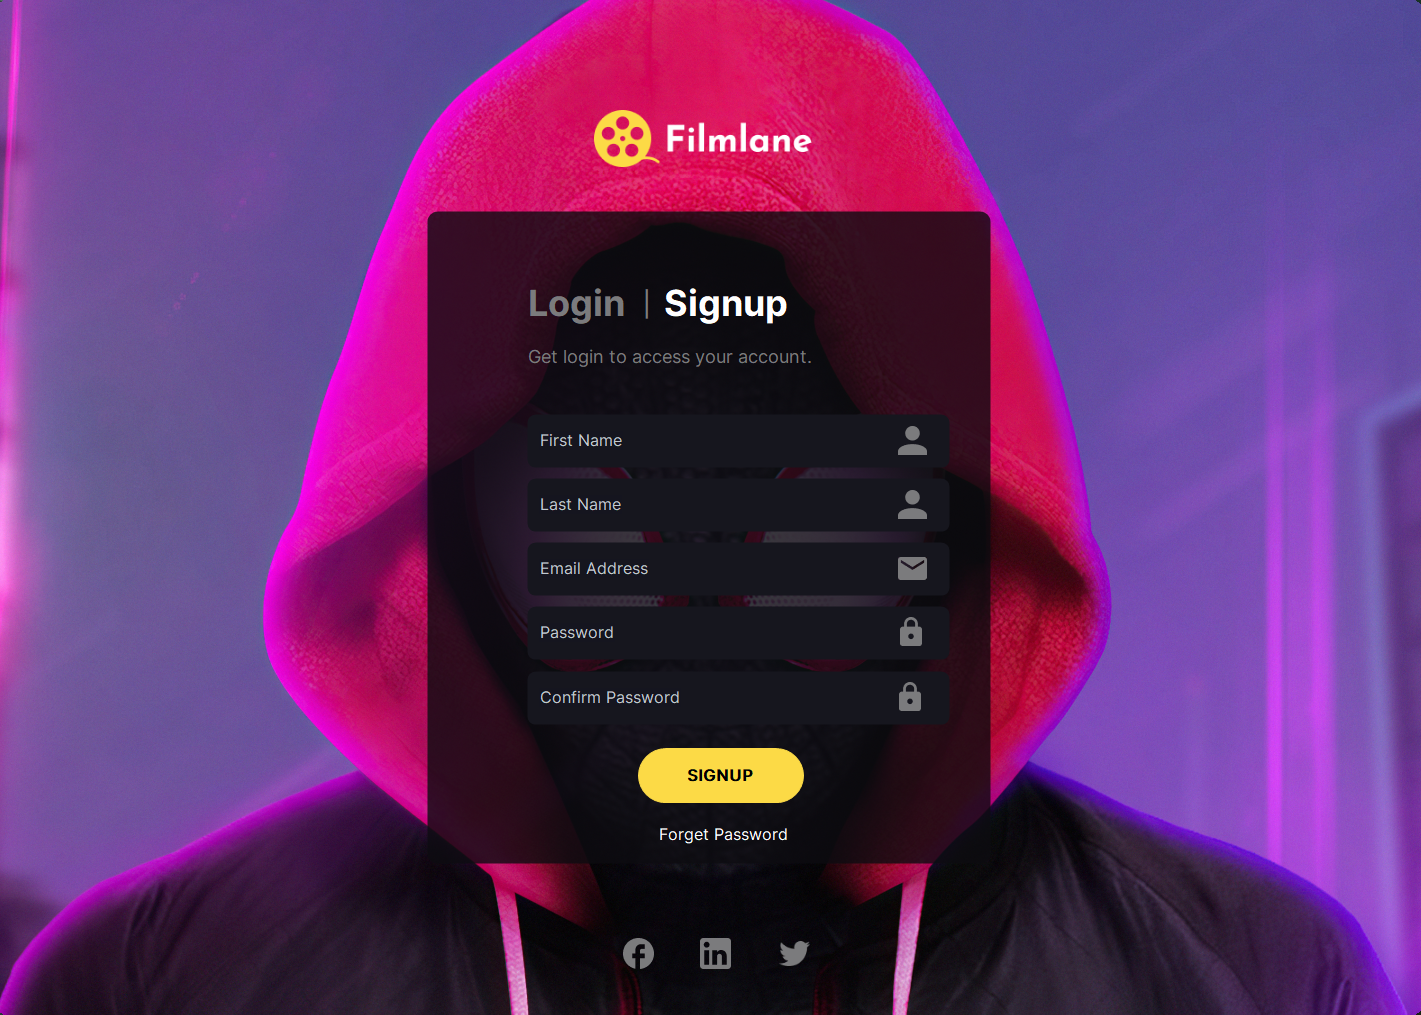 Filmlane
Login | Signup
Get login to access your account.
First Name
Last Name
Email Address
Password
Confirm Password
SIGNUP
Forget Password